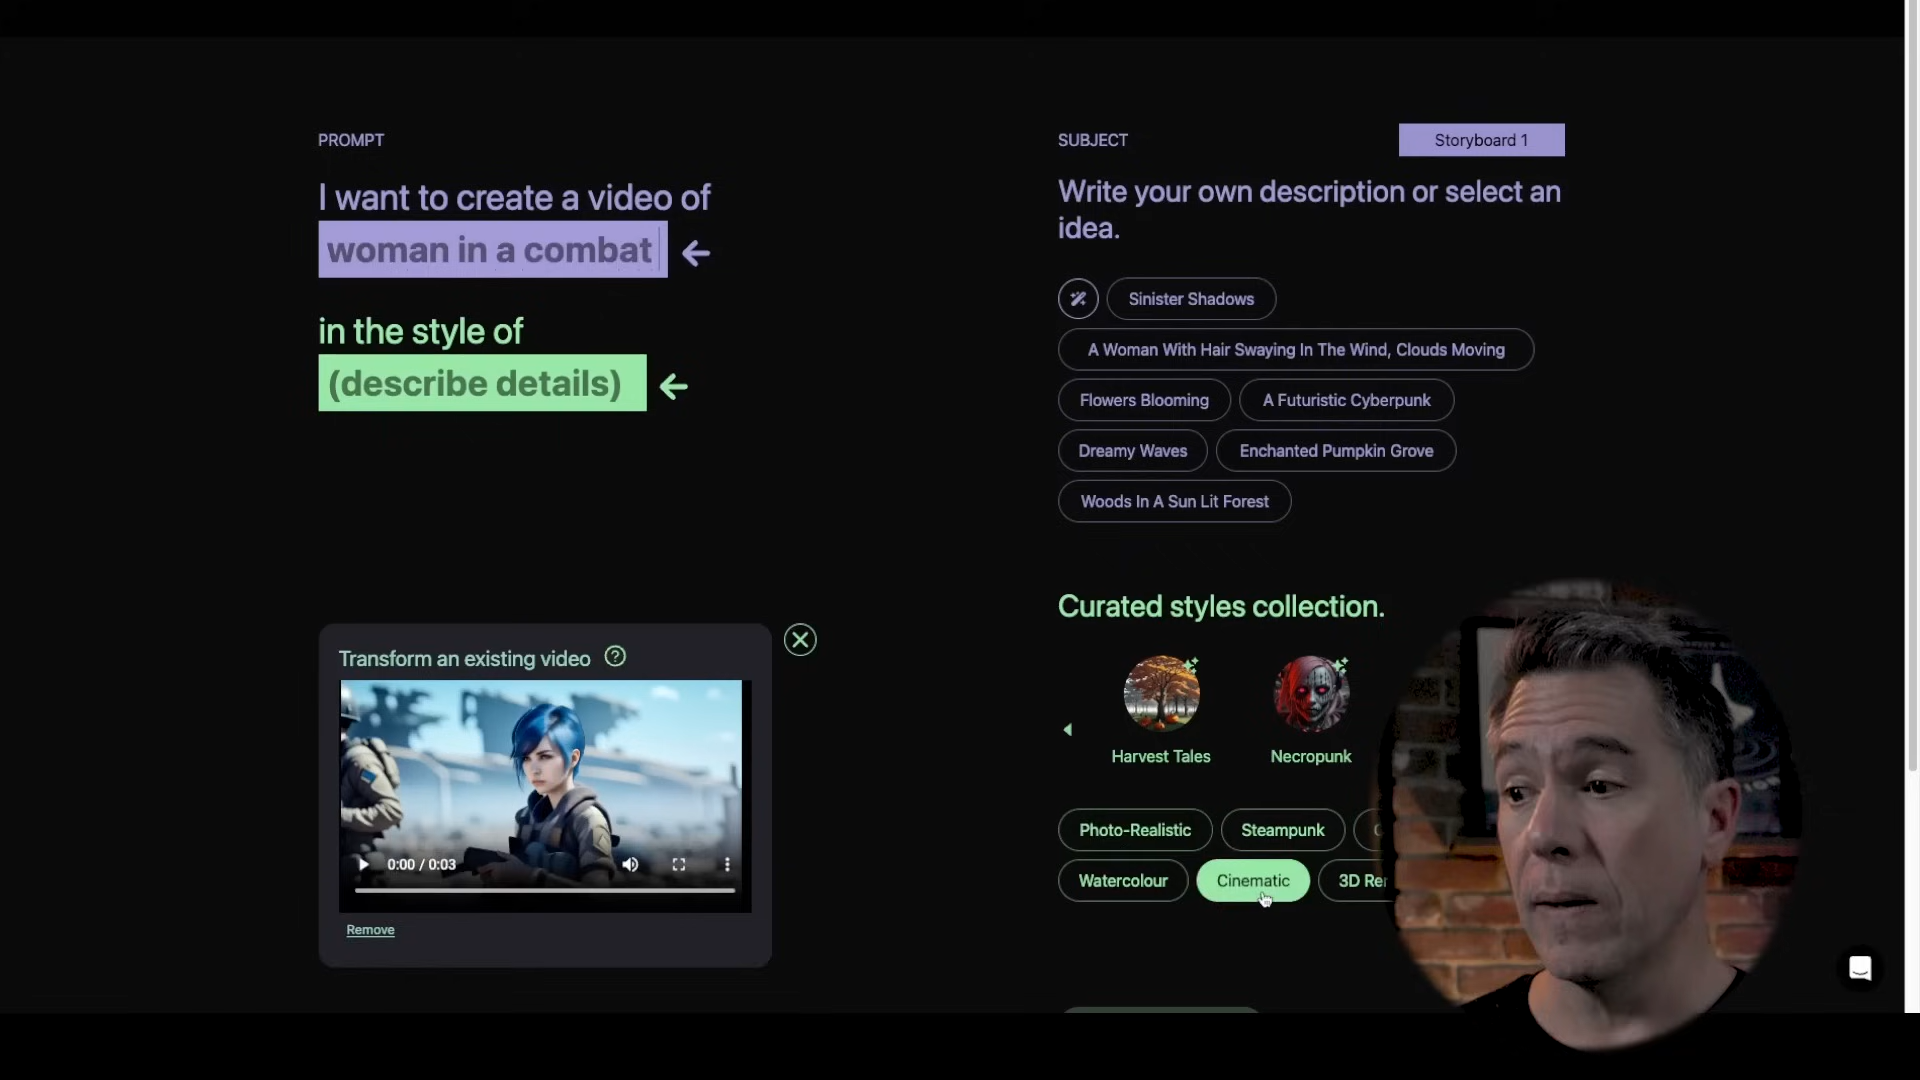 PROMPT
I want to create a video of
woman in a combat
in the style of
(describe details)
SUBJECT
Storyboard 1
Write your own description or select an
idea.
Sinister Shadows
A Woman With Hair Swaying In The Wind, Clouds Moving
Flowers Blooming
A Futuristic Cyberpunk
Dreamy Waves
Enchanted Pumpkin Grove
Woods In A Sun Lit Forest
Transform an existing video ?
0:00 / 0:03
Remove
Curated styles collection.
Harvest Tales
Necropunk
Photo-Realistic
Steampunk
Watercolour
Cinematic
3D